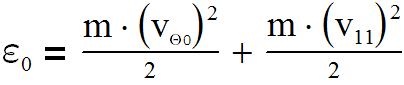 ε₀ = m · (v_Θ0)² / 2 + m · (v₁₁)² / 2